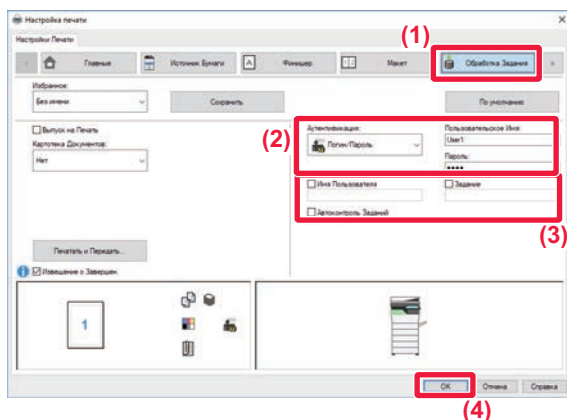 Настройка печати
Настройки Печати
(1)
Главные
Источник Бумаги
Финишер
Макет
Обработка Задания
Избранное:
Без имени
Сохранить
По умолчанию
Выпуск на Печать
Картотека Документов:
Нет
(2)
Аутентификация:
Логин/Пароль
Пользовательское Имя:
User1
Пароль:
••••
Имя Пользователя
Задание
Автоконтроль Заданий
(3)
Печатать и Передать...
Извещение о Завершен.
1
OK
Отмена
Справка
(4)